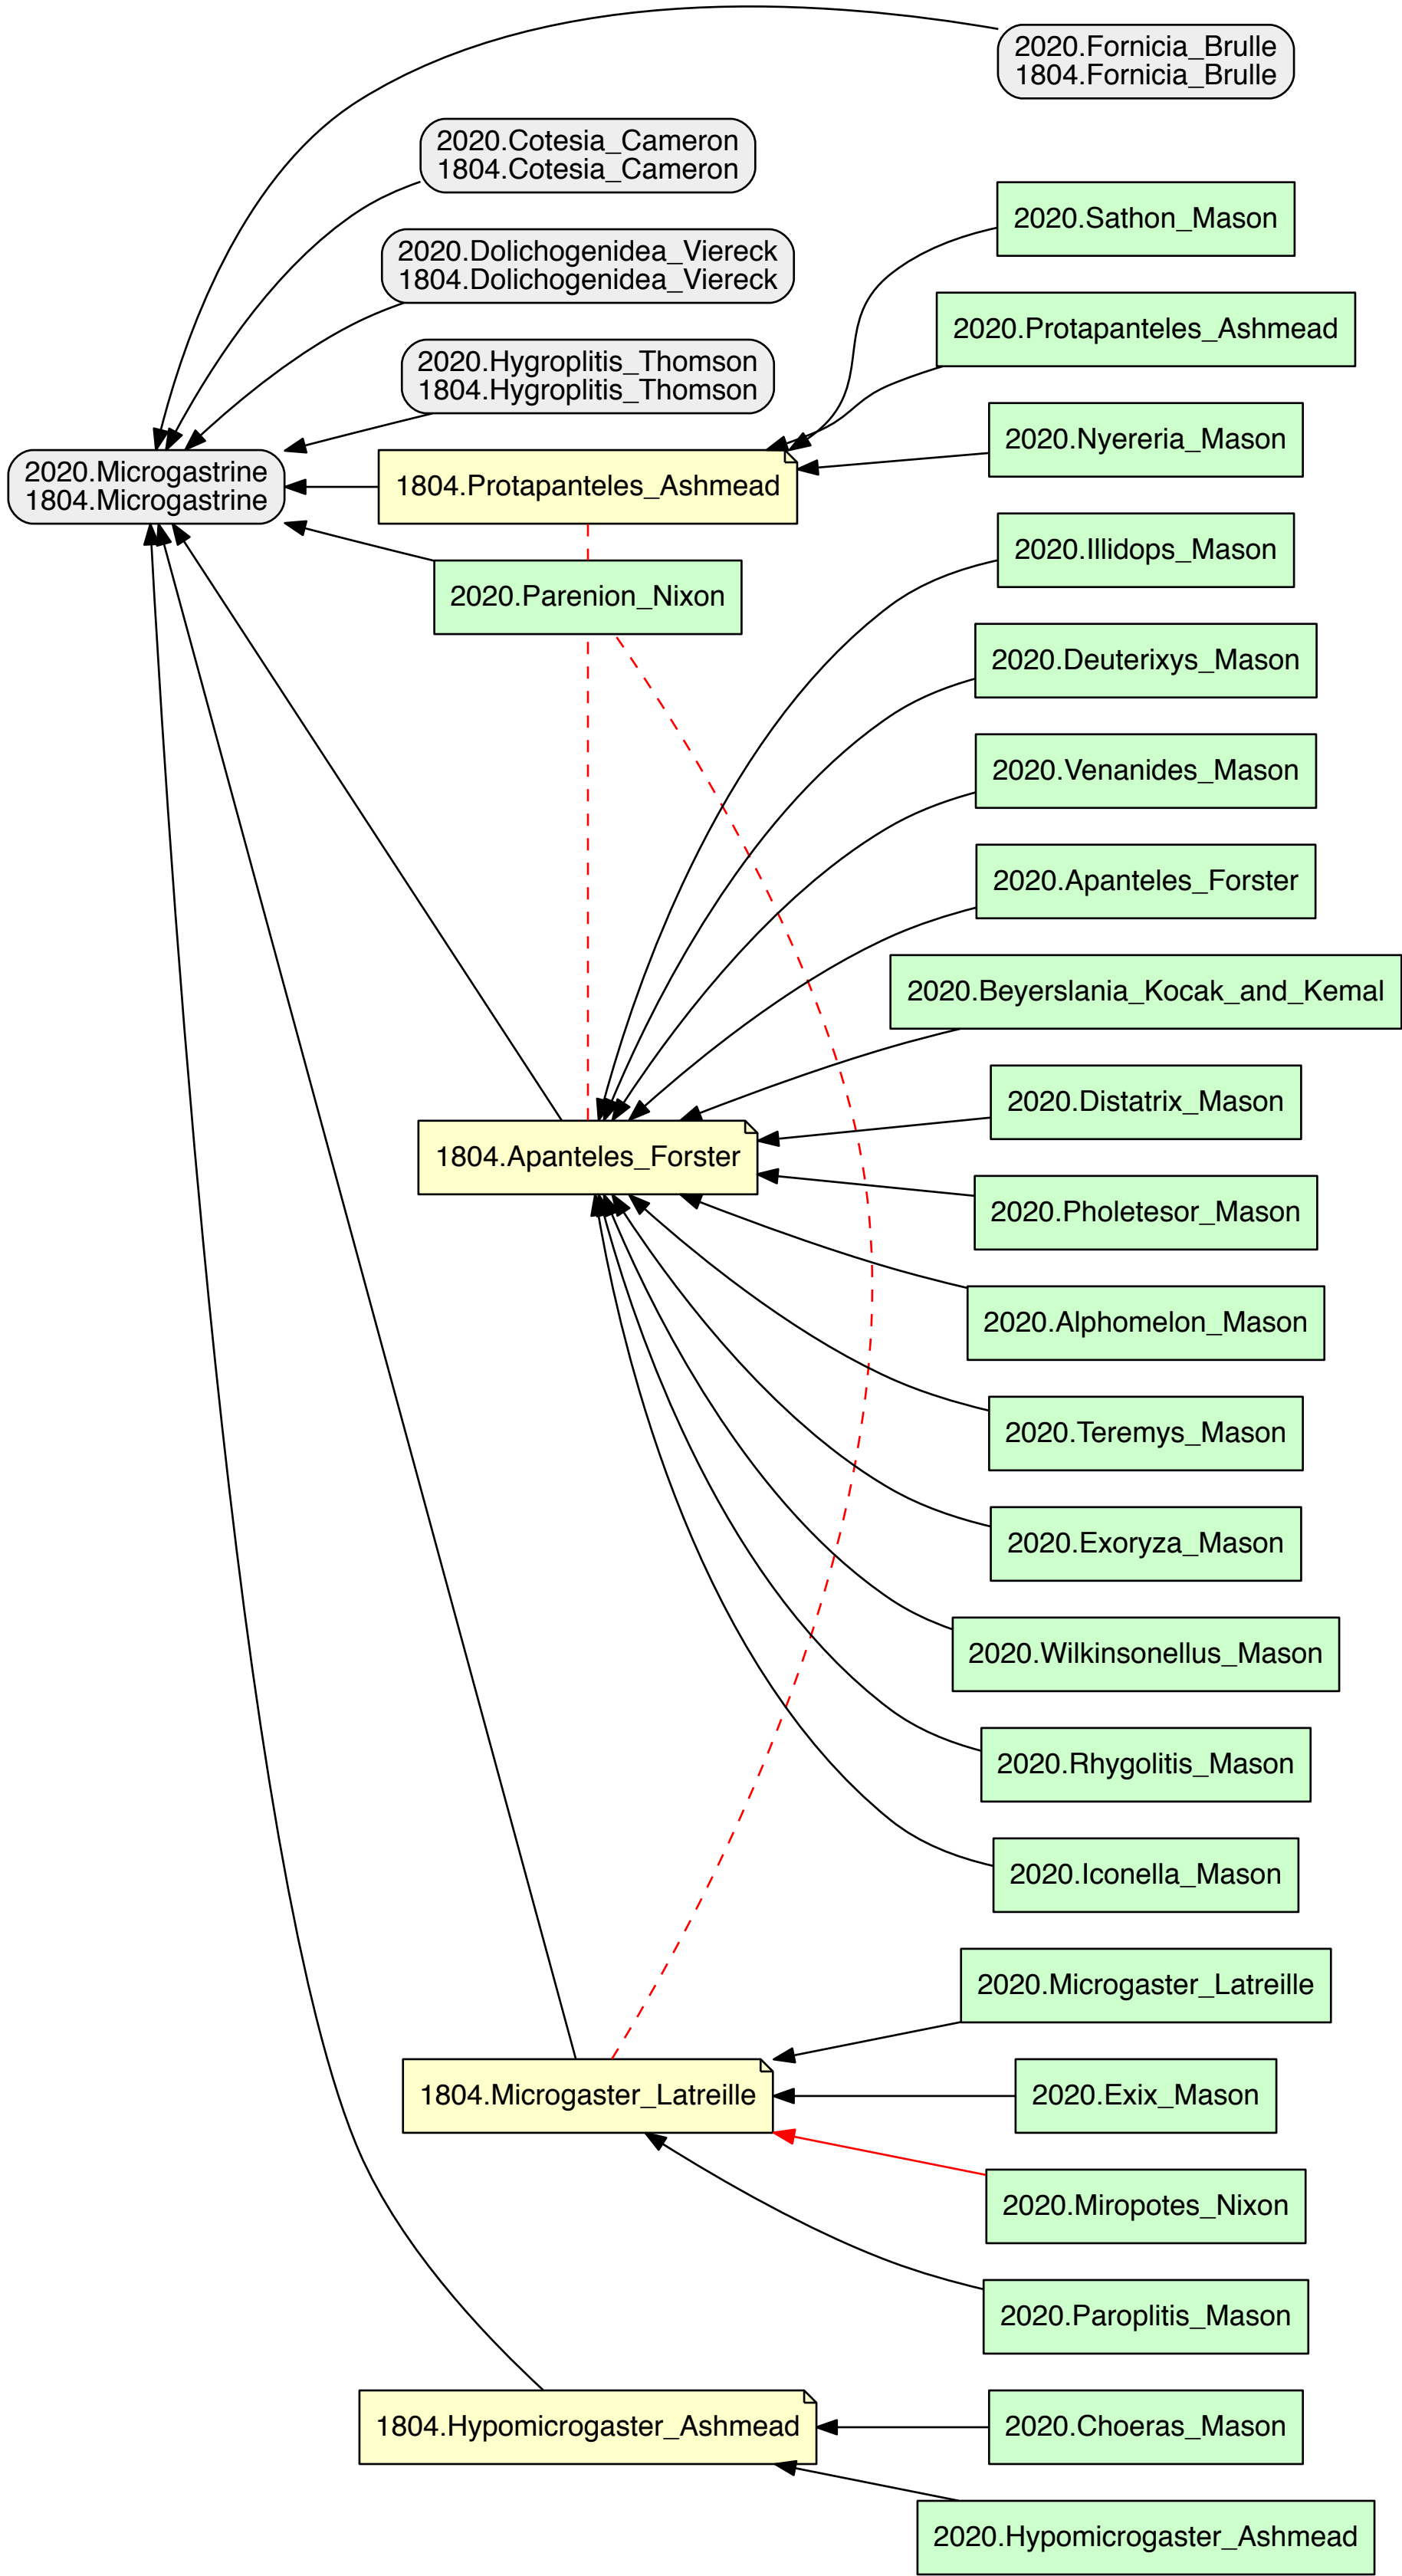 2020.Fornicia_Brulle
1804.Fornicia_Brulle
2020.Cotesia_Cameron
1804.Cotesia_Cameron
2020.Sathon_Mason
2020.Dolichogenidea_Viereck
1804.Dolichogenidea_Viereck
2020.Protapanteles_Ashmead
2020.Hygroplitis_Thomson
1804.Hygroplitis_Thomson
2020.Nyereria_Mason
2020.Microgastrine
1804.Microgastrine
1804.Protapanteles_Ashmead
2020.Illidops_Mason
2020.Parenion_Nixon
2020.Deuterixys_Mason
2020.Venanides_Mason
2020.Apanteles_Forster
2020.Beyerslania_Kocak_and_Kemal
2020.Distatrix_Mason
1804.Apanteles_Forster
2020.Pholetesor_Mason
2020.Alphomelon_Mason
2020.Teremys_Mason
2020.Exoryza_Mason
2020.Wilkinsonellus_Mason
2020.Rhygolitis_Mason
2020.Iconella_Mason
2020.Microgaster_Latreille
1804.Microgaster_Latreille
2020.Exix_Mason
2020.Miropotes_Nixon
2020.Paroplitis_Mason
1804.Hypomicrogaster_Ashmead
2020.Choeras_Mason
2020.Hypomicrogaster_Ashmead